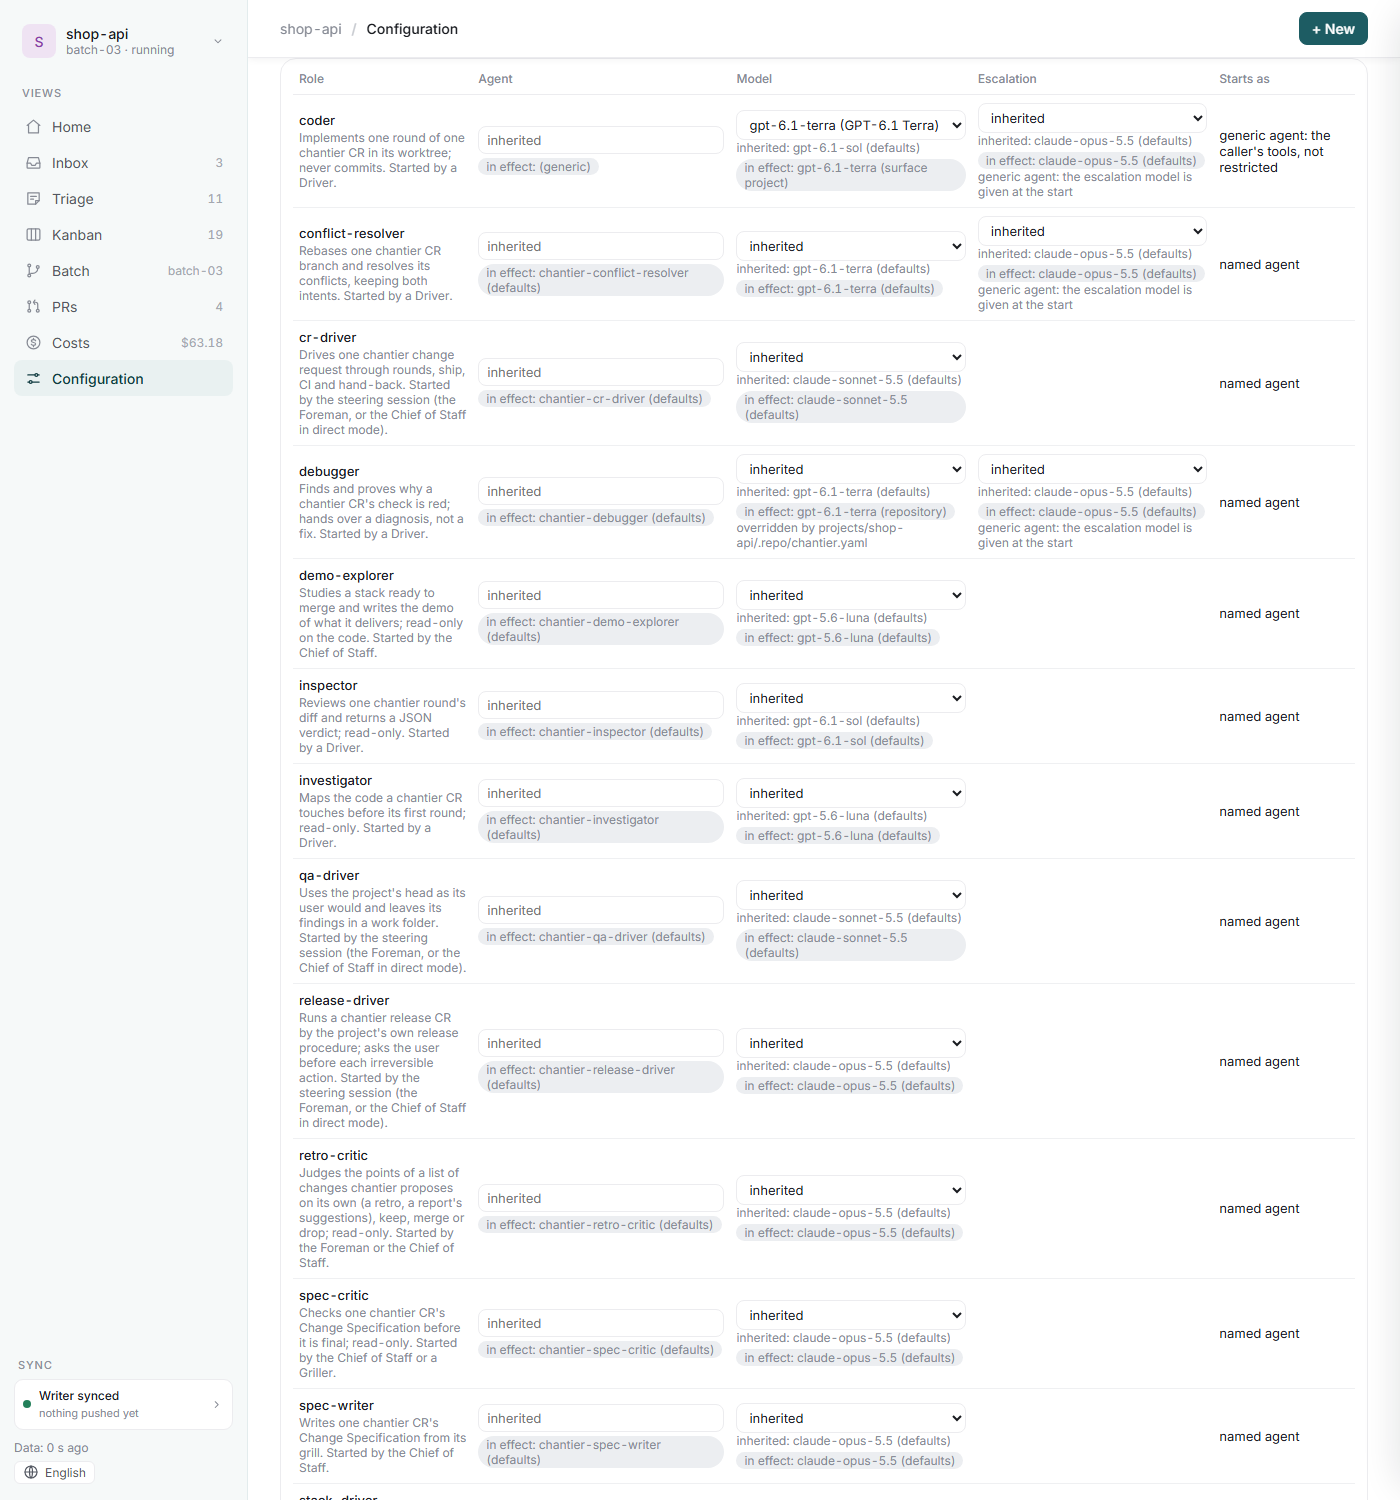 S
shop-api
batch-03 · running
VIEWS
Home
Inbox 3
Triage 11
Kanban 19
Batch batch-03
PRs 4
Costs $63.18
Configuration
SYNC
Writer synced
nothing pushed yet
Data: 0 s ago
English
shop-api / Configuration
+ New
Role Agent Model Escalation Starts as
coder
Implements one round of one
chantier CR in its worktree;
never commits. Started by a
Driver.
inherited
in effect: (generic)
gpt-6.1-terra (GPT-6.1 Terra)
inherited: gpt-6.1-sol (defaults)
in effect: gpt-6.1-terra (surface
project)
inherited
inherited: claude-opus-5.5 (defaults)
in effect: claude-opus-5.5 (defaults)
generic agent: the escalation model is
given at the start
generic agent: the
caller's tools, not
restricted
conflict-resolver
Rebases one chantier CR
branch and resolves its
conflicts, keeping both
intents. Started by a Driver.
inherited
in effect: chantier-conflict-resolver
(defaults)
inherited
inherited: gpt-6.1-terra (defaults)
in effect: gpt-6.1-terra (defaults)
inherited
inherited: claude-opus-5.5 (defaults)
in effect: claude-opus-5.5 (defaults)
generic agent: the escalation model is
given at the start
named agent
cr-driver
Drives one chantier change
request through rounds, ship,
CI and hand-back. Started
by the steering session (the
Foreman, or the Chief of Staff
in direct mode).
inherited
in effect: chantier-cr-driver (defaults)
inherited
inherited: claude-sonnet-5.5 (defaults)
in effect: claude-sonnet-5.5
(defaults)
named agent
debugger
Finds and proves why a
chantier CR's check is red;
hands over a diagnosis, not a
fix. Started by a Driver.
inherited
in effect: chantier-debugger (defaults)
inherited
inherited: gpt-6.1-terra (defaults)
in effect: gpt-6.1-terra (repository)
overridden by projects/shop-
api/.repo/chantier.yaml
inherited
inherited: claude-opus-5.5 (defaults)
in effect: claude-opus-5.5 (defaults)
generic agent: the escalation model is
given at the start
named agent
demo-explorer
Studies a stack ready to
merge and writes the demo
of what it delivers; read-only
on the code. Started by the
Chief of Staff.
inherited
in effect: chantier-demo-explorer
(defaults)
inherited
inherited: gpt-5.6-luna (defaults)
in effect: gpt-5.6-luna (defaults)
named agent
inspector
Reviews one chantier round's
diff and returns a JSON
verdict; read-only. Started
by a Driver.
inherited
in effect: chantier-inspector (defaults)
inherited
inherited: gpt-6.1-sol (defaults)
in effect: gpt-6.1-sol (defaults)
named agent
investigator
Maps the code a chantier CR
touches before its first round;
read-only. Started by a
Driver.
inherited
in effect: chantier-investigator
(defaults)
inherited
inherited: gpt-5.6-luna (defaults)
in effect: gpt-5.6-luna (defaults)
named agent
qa-driver
Uses the project's head as its
user would and leaves its
findings in a work folder.
Started by the steering
session (the Foreman, or the
Chief of Staff in direct mode).
inherited
in effect: chantier-qa-driver (defaults)
inherited
inherited: claude-sonnet-5.5 (defaults)
in effect: claude-sonnet-5.5
(defaults)
named agent
release-driver
Runs a chantier release CR
by the project's own release
procedure; asks the user
before each irreversible
action. Started by the
steering session (the
Foreman, or the Chief of Staff
in direct mode).
inherited
in effect: chantier-release-driver
(defaults)
inherited
inherited: claude-opus-5.5 (defaults)
in effect: claude-opus-5.5 (defaults)
named agent
retro-critic
Judges the points of a list of
changes chantier proposes
on its own (a retro, a report's
suggestions), keep, merge or
drop; read-only. Started by
the Foreman or the Chief of
Staff.
inherited
in effect: chantier-retro-critic (defaults)
inherited
inherited: claude-opus-5.5 (defaults)
in effect: claude-opus-5.5 (defaults)
named agent
spec-critic
Checks one chantier CR's
Change Specification before
it is final; read-only. Started
by the Chief of Staff or a
Griller.
inherited
in effect: chantier-spec-critic (defaults)
inherited
inherited: claude-opus-5.5 (defaults)
in effect: claude-opus-5.5 (defaults)
named agent
spec-writer
Writes one chantier CR's
Change Specification from its
grill. Started by the Chief of
Staff.
inherited
in effect: chantier-spec-writer
(defaults)
inherited
inherited: claude-opus-5.5 (defaults)
in effect: claude-opus-5.5 (defaults)
named agent